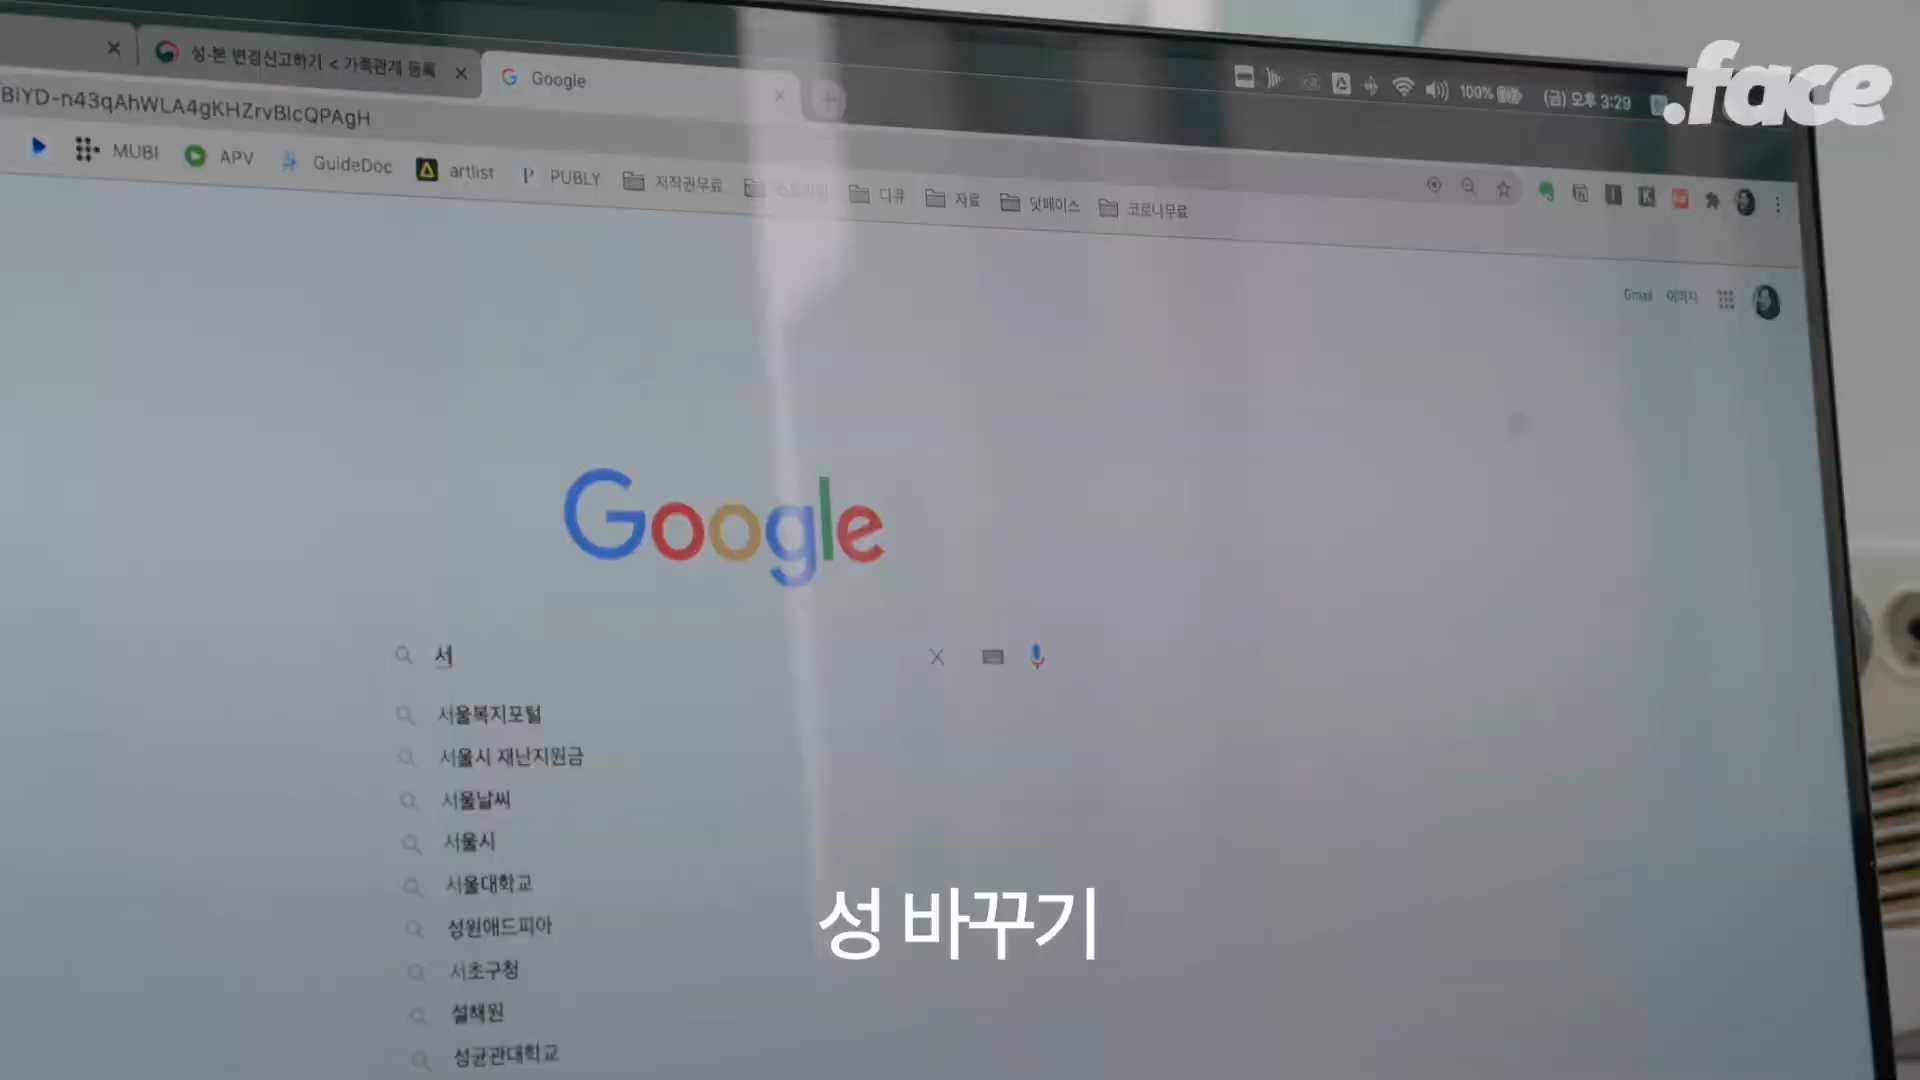 성·본 변경신고하기 < 가족관계 등록
Google
100%
(금) 오후 3:29
.face
BiYD-n43qAhWLA4gKHZrvBIcQPAgH
MUBI
APV
GuideDoc
artlist
PUBLY
저작권무료
다큐
자료
닷페이스
코로나무료
Gmail 이미지
Google
서
서울복지포털
서울시 재난지원금
서울날씨
서울시
서울대학교
성원애드피아
서초구청
설해원
성균관대학교
성 바꾸기